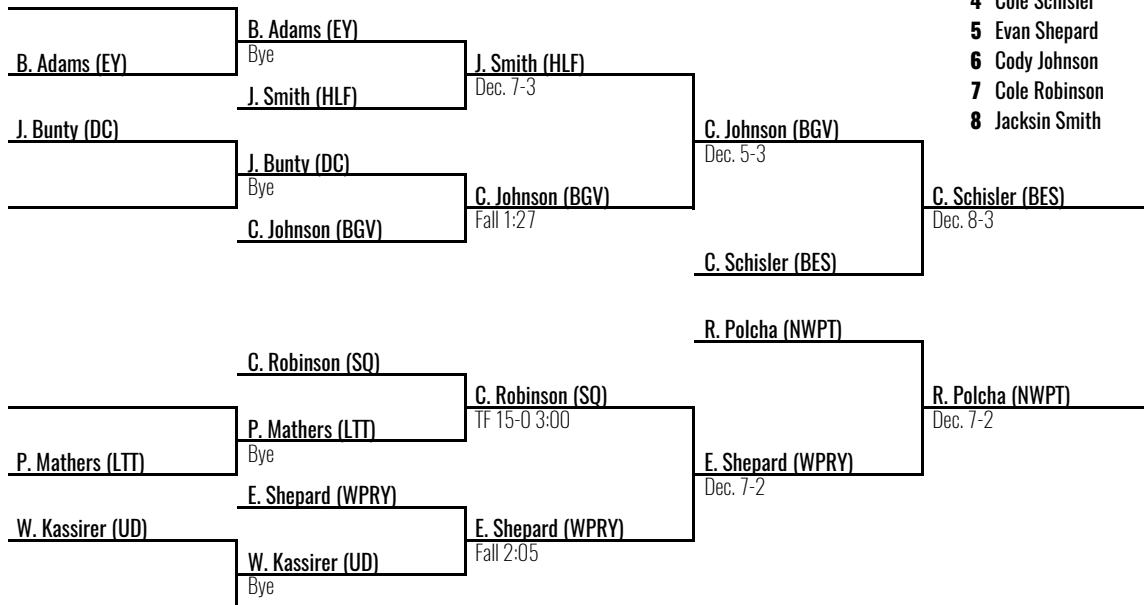 4 Cole Schisler
5 Evan Shepard
6 Cody Johnson
7 Cole Robinson
8 Jacksin Smith
B. Adams (EY)
J. Bunty (DC)
P. Mathers (LTT)
W. Kassirer (UD)
B. Adams (EY)
Bye
J. Smith (HLF)
J. Bunty (DC)
Bye
C. Johnson (BGV)
C. Robinson (SQ)
P. Mathers (LTT)
Bye
E. Shepard (WPRY)
W. Kassirer (UD)
Bye
J. Smith (HLF)
Dec. 7-3
C. Johnson (BGV)
Fall 1:27
C. Robinson (SQ)
TF 15-0 3:00
E. Shepard (WPRY)
Fall 2:05
C. Johnson (BGV)
Dec. 5-3
C. Schisler (BES)
R. Polcha (NWPT)
E. Shepard (WPRY)
Dec. 7-2
C. Schisler (BES)
Dec. 8-3
R. Polcha (NWPT)
Dec. 7-2